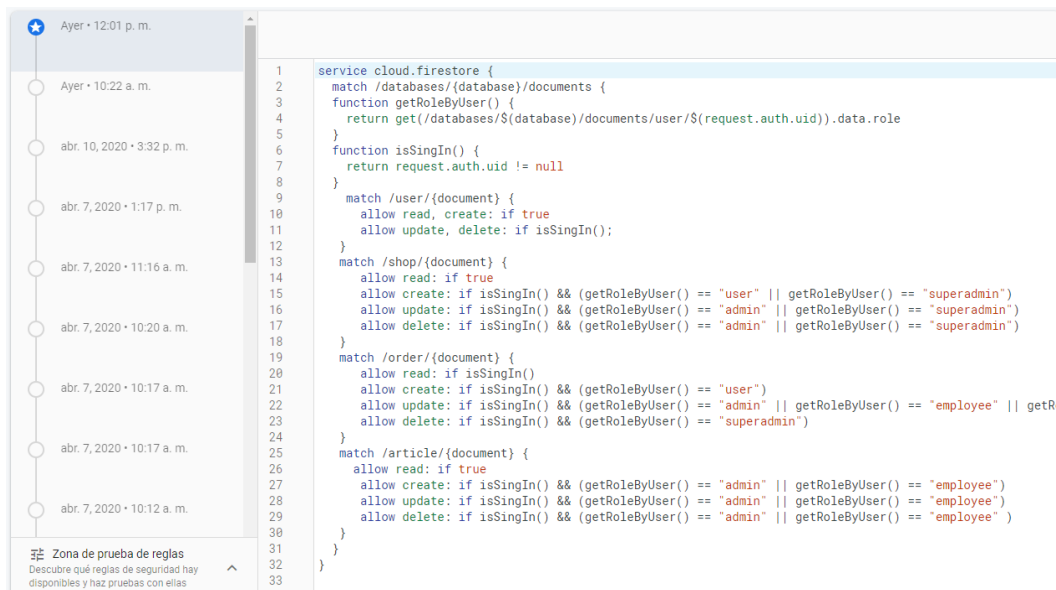 Ayer • 12:01 p. m.
Ayer • 10:22 a. m.
abr. 10, 2020 • 3:32 p. m.
abr. 7, 2020 • 1:17 p. m.
abr. 7, 2020 • 11:16 a. m.
abr. 7, 2020 • 10:20 a. m.
abr. 7, 2020 • 10:17 a. m.
abr. 7, 2020 • 10:17 a. m.
abr. 7, 2020 • 10:12 a. m.
Zona de prueba de reglas
Descubre qué reglas de seguridad hay
disponibles y haz pruebas con ellas
1 service cloud.firestore {
2 match /databases/{database}/documents {
3 function getRoleByUser() {
4 return get(/databases/$(database)/documents/user/$(request.auth.uid)).data.role
5 }
6 function isSingIn() {
7 return request.auth.uid != null
8 }
9 match /user/{document} {
10 allow read, create: if true
11 allow update, delete: if isSingIn();
12 }
13 match /shop/{document} {
14 allow read: if true
15 allow create: if isSingIn() && (getRoleByUser() == "user" || getRoleByUser() == "superadmin")
16 allow update: if isSingIn() && (getRoleByUser() == "admin" || getRoleByUser() == "superadmin")
17 allow delete: if isSingIn() && (getRoleByUser() == "admin" || getRoleByUser() == "superadmin")
18 }
19 match /order/{document} {
20 allow read: if isSingIn()
21 allow create: if isSingIn() && (getRoleByUser() == "user")
22 allow update: if isSingIn() && (getRoleByUser() == "admin" || getRoleByUser() == "employee" ||
23 allow delete: if isSingIn() && (getRoleByUser() == "superadmin")
24 }
25 match /article/{document} {
26 allow read: if true
27 allow create: if isSingIn() && (getRoleByUser() == "admin" || getRoleByUser() == "employee")
28 allow update: if isSingIn() && (getRoleByUser() == "admin" || getRoleByUser() == "employee")
29 allow delete: if isSingIn() && (getRoleByUser() == "admin" || getRoleByUser() == "employee" )
30 }
31 }
32 }
33